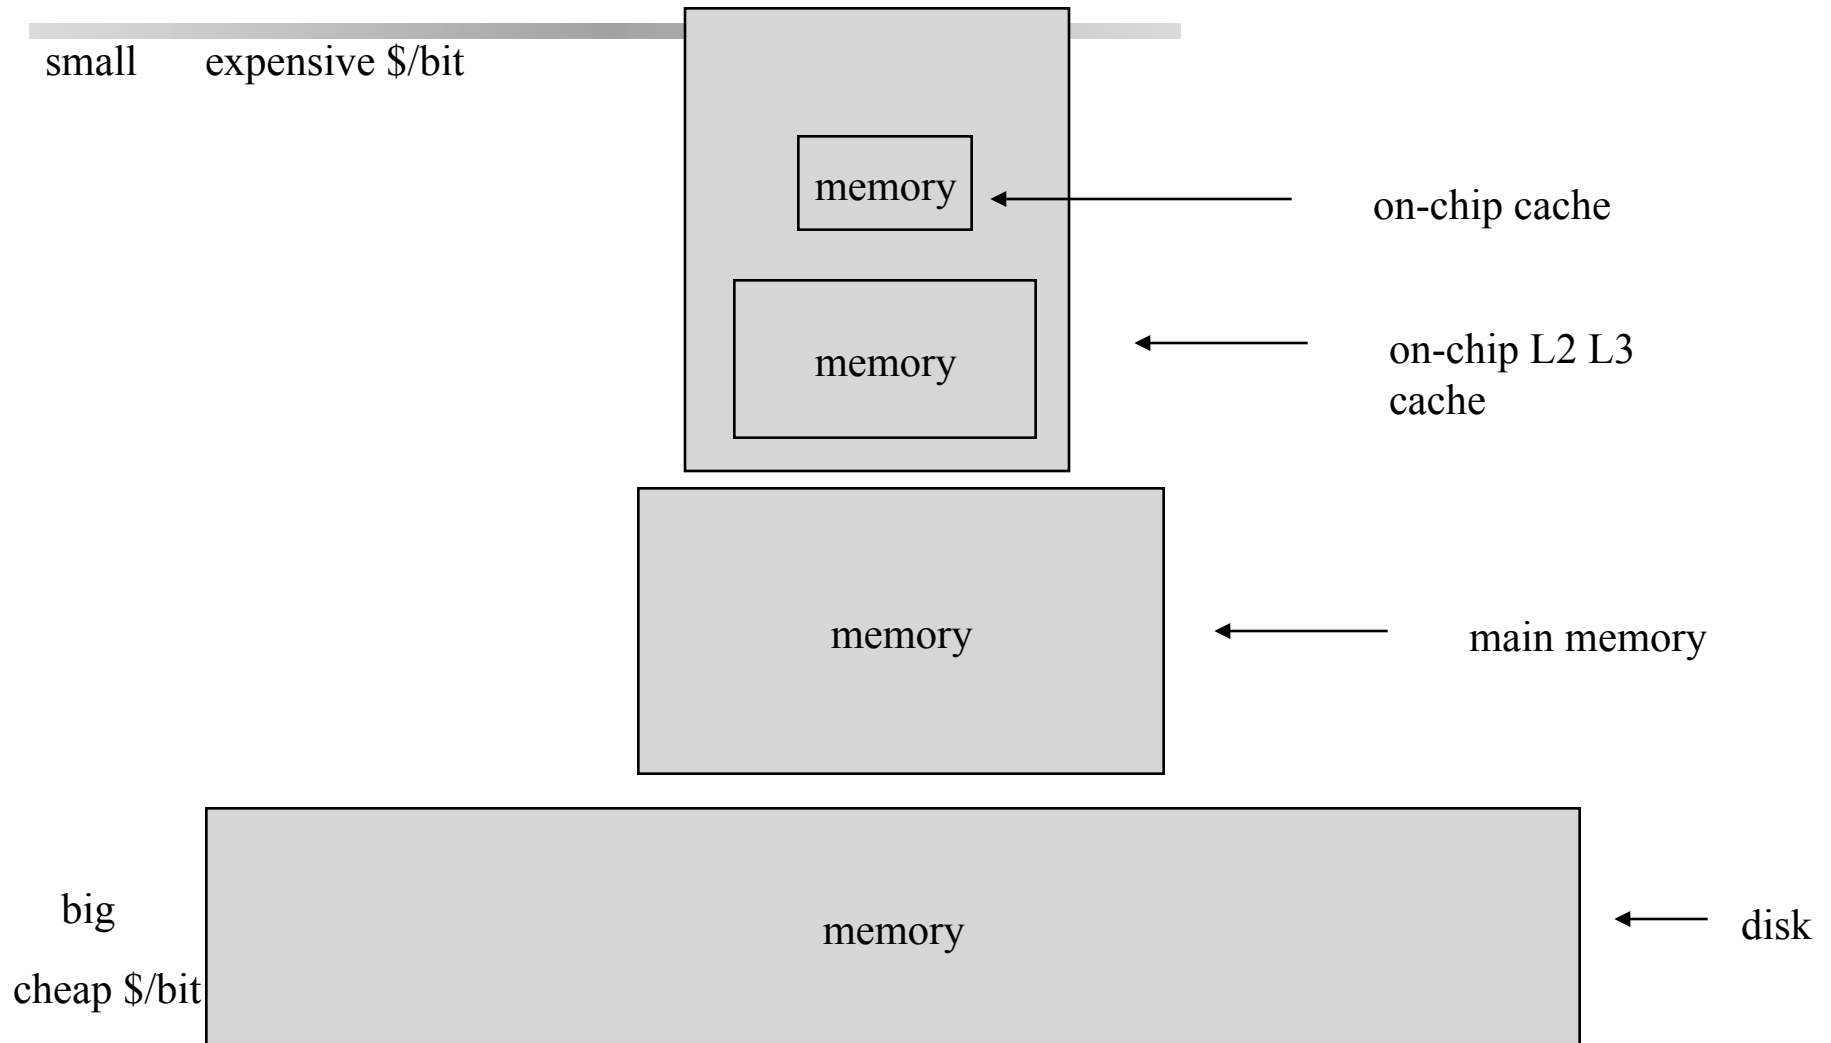 small expensive $/bit
memory
on-chip cache
memory
on-chip L2 L3
cache
memory
main memory
big
memory
disk
cheap $/bit